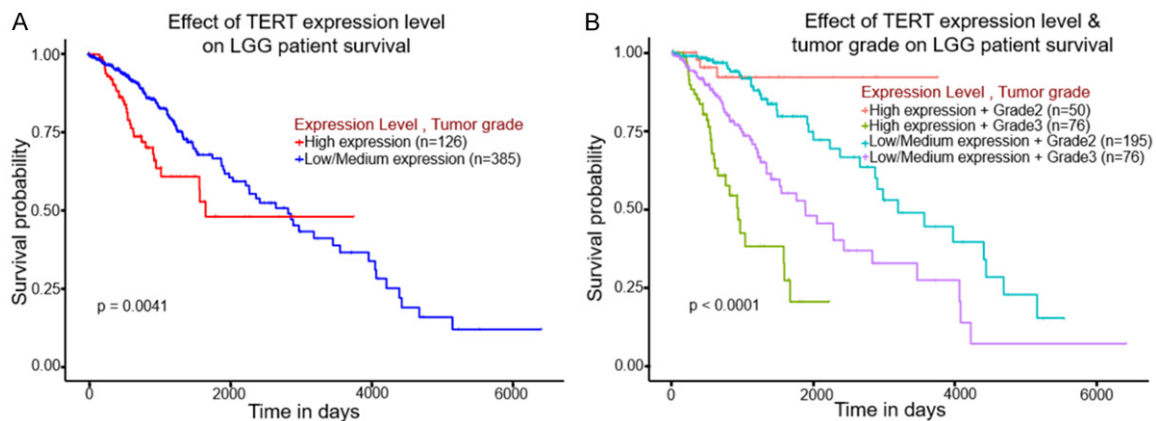 A
Effect of TERT expression level
on LGG patient survival
1.00
0.75
0.50
0.25
0.00
Survival probability
Expression Level , Tumor grade
High expression (n=126)
Low/Medium expression (n=385)
p = 0.0041
0 2000 4000 6000
Time in days
B
Effect of TERT expression level &
tumor grade on LGG patient survival
1.00
0.75
0.50
0.25
0.00
Survival probability
Expression Level , Tumor grade
High expression + Grade2 (n=50)
High expression + Grade3 (n=76)
Low/Medium expression + Grade2 (n=195)
Low/Medium expression + Grade3 (n=76)
p < 0.0001
0 2000 4000 6000
Time in days